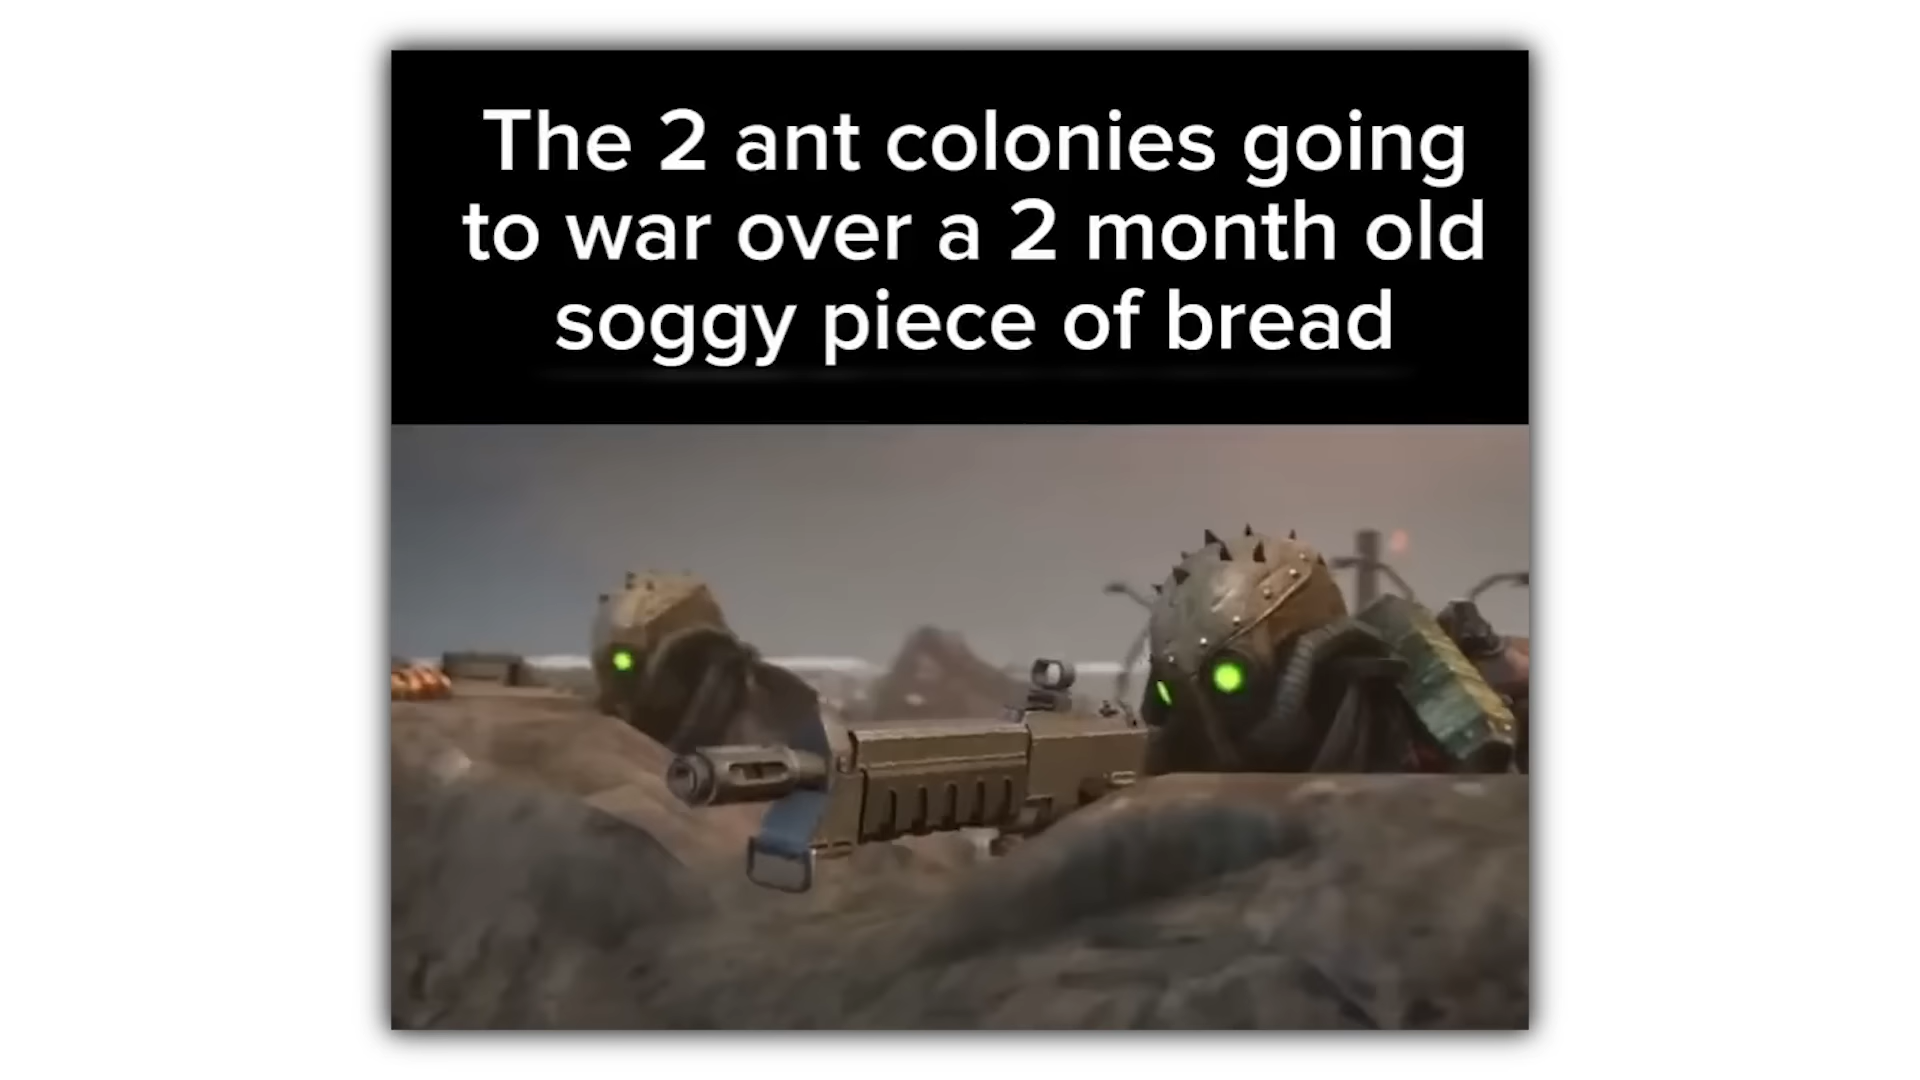 The 2 ant colonies going
to war over a 2 month old
soggy piece of bread